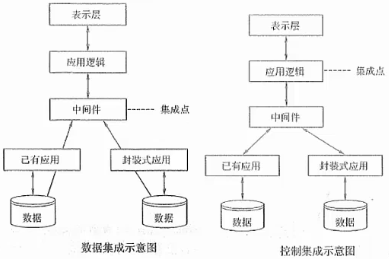 表示层
应用逻辑
中间件
集成点
已有应用
封装式应用
数据
数据
数据集成示意图
表示层
应用逻辑
集成点
中间件
已有应用
封装式应用
数据
数据
控制集成示意图